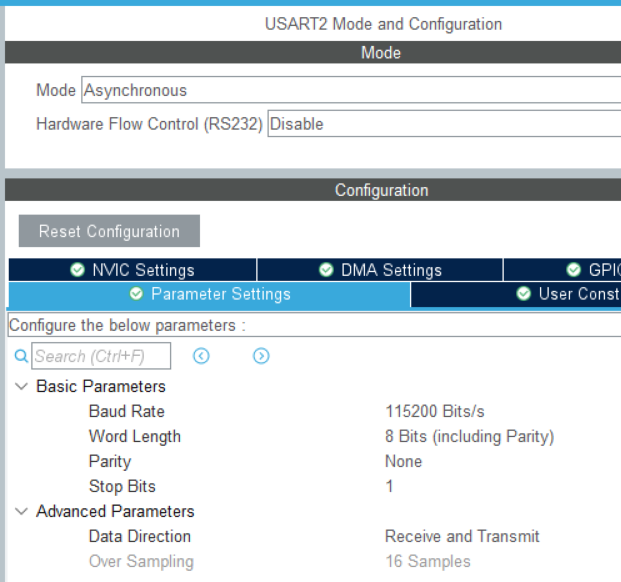 USART2 Mode and Configuration
Mode
Mode Asynchronous
Hardware Flow Control (RS232) Disable
Configuration
Reset Configuration
NVIC Settings DMA Settings GPIO
Parameter Settings User Const
Configure the below parameters :
Search (Ctrl+F)
Basic Parameters
Baud Rate 115200 Bits/s
Word Length 8 Bits (including Parity)
Parity None
Stop Bits 1
Advanced Parameters
Data Direction Receive and Transmit
Over Sampling 16 Samples